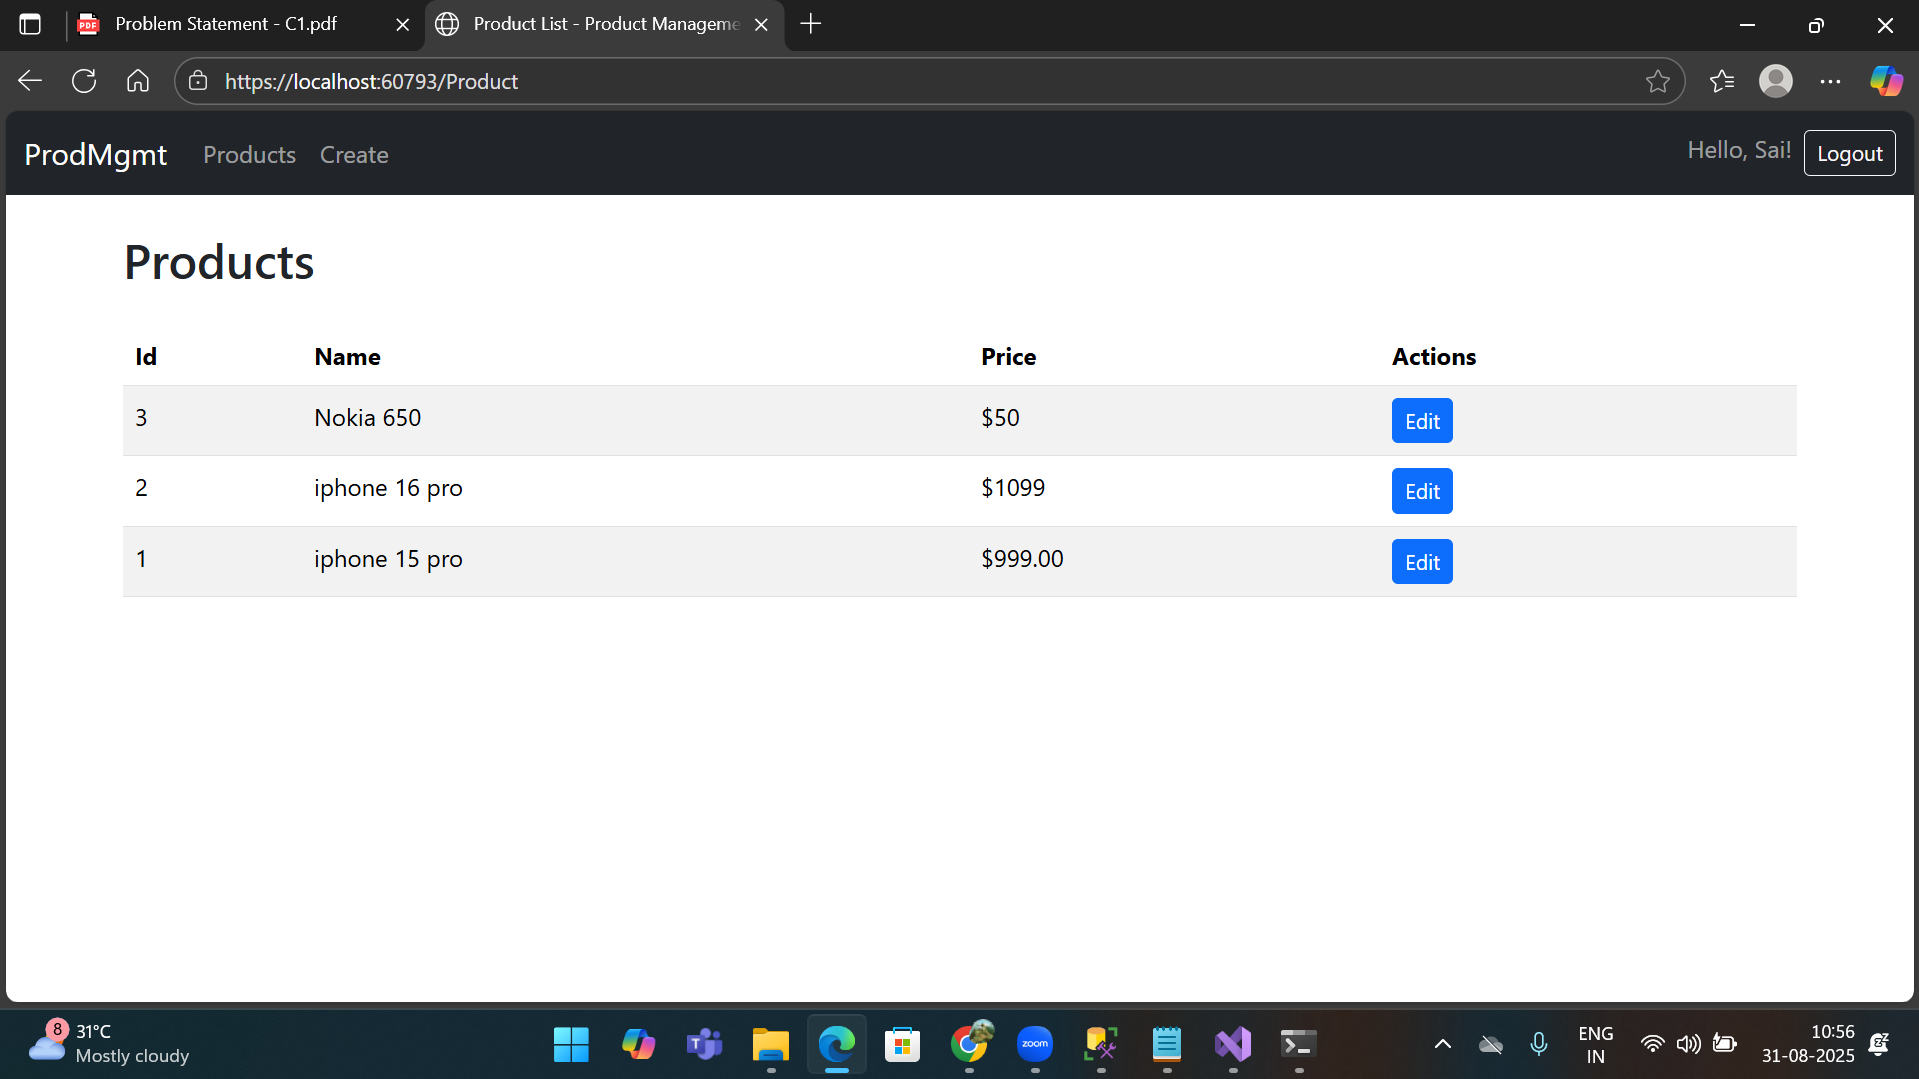 Problem Statement - C1.pdf
Product List - Product Manageme
https://localhost:60793/Product
ProdMgmt Products Create Hello, Sai! Logout
Products
Id Name Price Actions
3 Nokia 650 $50 Edit
2 iphone 16 pro $1099 Edit
1 iphone 15 pro $999.00 Edit
8 31°C
Mostly cloudy
zoom
ENG
IN
10:56
31-08-2025